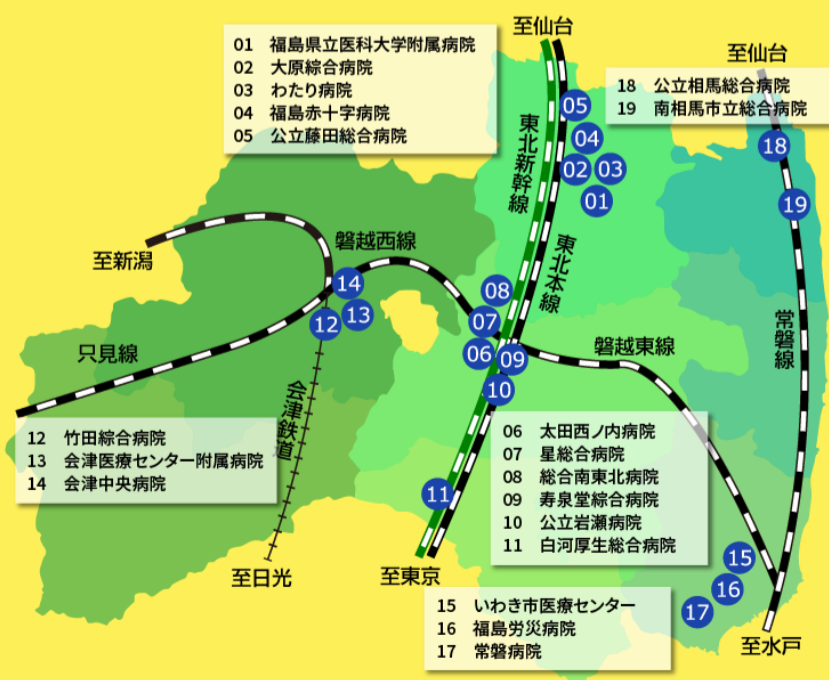 至仙台
01 福島県立医科大学附属病院
02 大原綜合病院
03 わたり病院
04 福島赤十字病院
05 公立藤田総合病院
至仙台
18 公立相馬総合病院
19 南相馬市立総合病院
05
04
02
03
01
18
19
東北新幹線
東北本線
至新潟
磐越西線
14
13
12
08
07
06
09
10
11
只見線
会津鉄道
磐越東線
常磐線
12 竹田綜合病院
13 会津医療センター附属病院
14 会津中央病院
06 太田西ノ内病院
07 星総合病院
08 総合南東北病院
09 寿泉堂綜合病院
10 公立岩瀬病院
11 白河厚生総合病院
15
16
17
至日光
至東京
15 いわき市医療センター
16 福島労災病院
17 常磐病院
至水戸